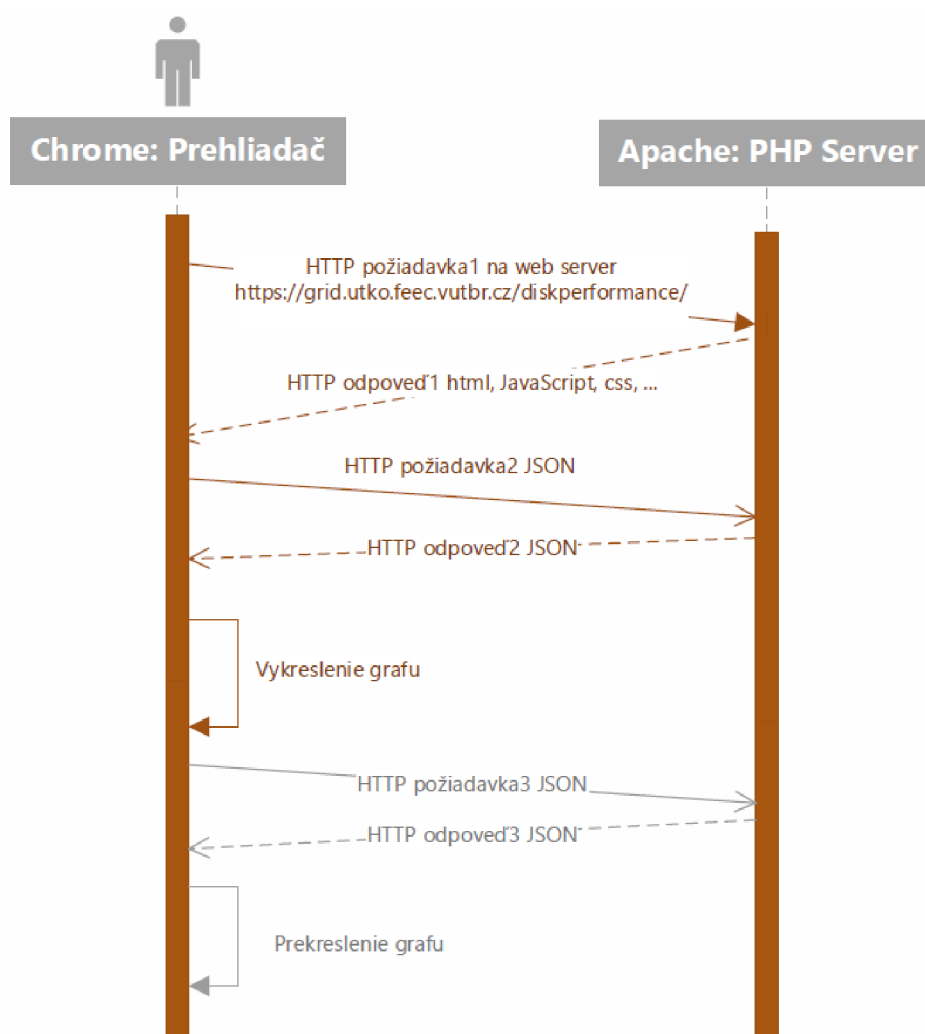 Chrome: Prehliadač
Apache: PHP Server
HTTP požiadavka1 na web server
https://grid.utko.feec.vutbr.cz/diskperformance/
HTTP odpoveď1 html, JavaScript, css, ...
HTTP požiadavka2 JSON
HTTP odpoveď2 JSON
Vykreslenie grafu
HTTP požiadavka3 JSON
HTTP odpoveď3 JSON
Prekreslenie grafu